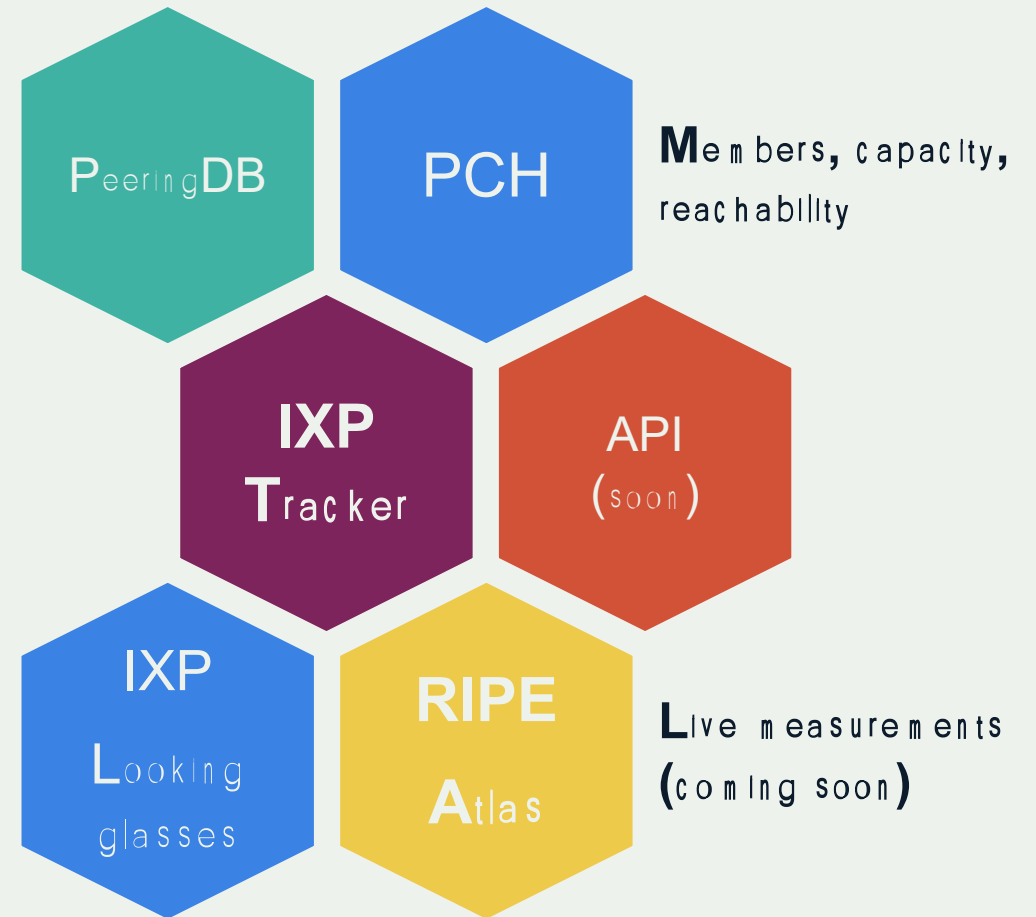 PeeringDB
PCH
Members, capacity,
reachability
IXP
Tracker
API
(soon)
IXP
Looking
glasses
RIPE
Atlas
Live measurements
(coming soon)